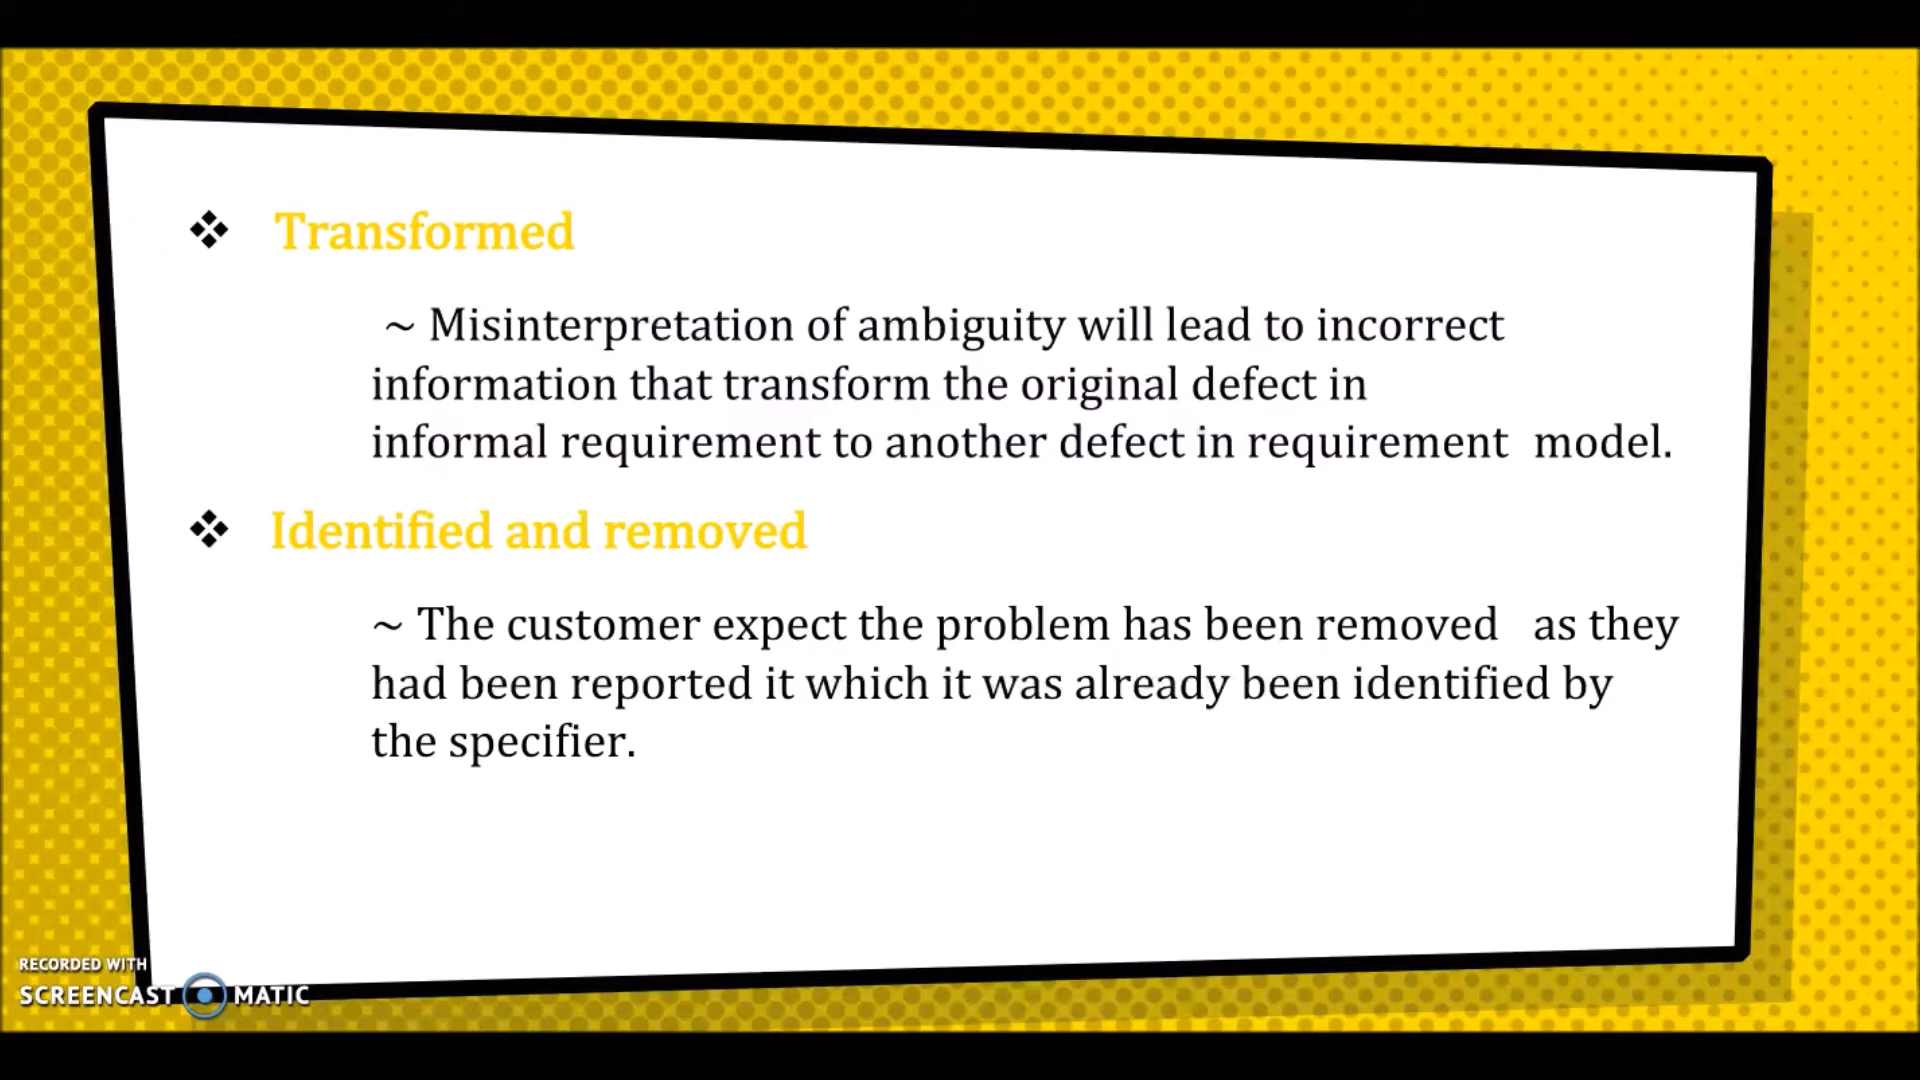 ❖ Transformed
~ Misinterpretation of ambiguity will lead to incorrect
information that transform the original defect in
informal requirement to another defect in requirement model.
❖ Identified and removed
~ The customer expect the problem has been removed as they
had been reported it which it was already been identified by
the specifier.
RECORDED WITH
SCREENCAST MATIC